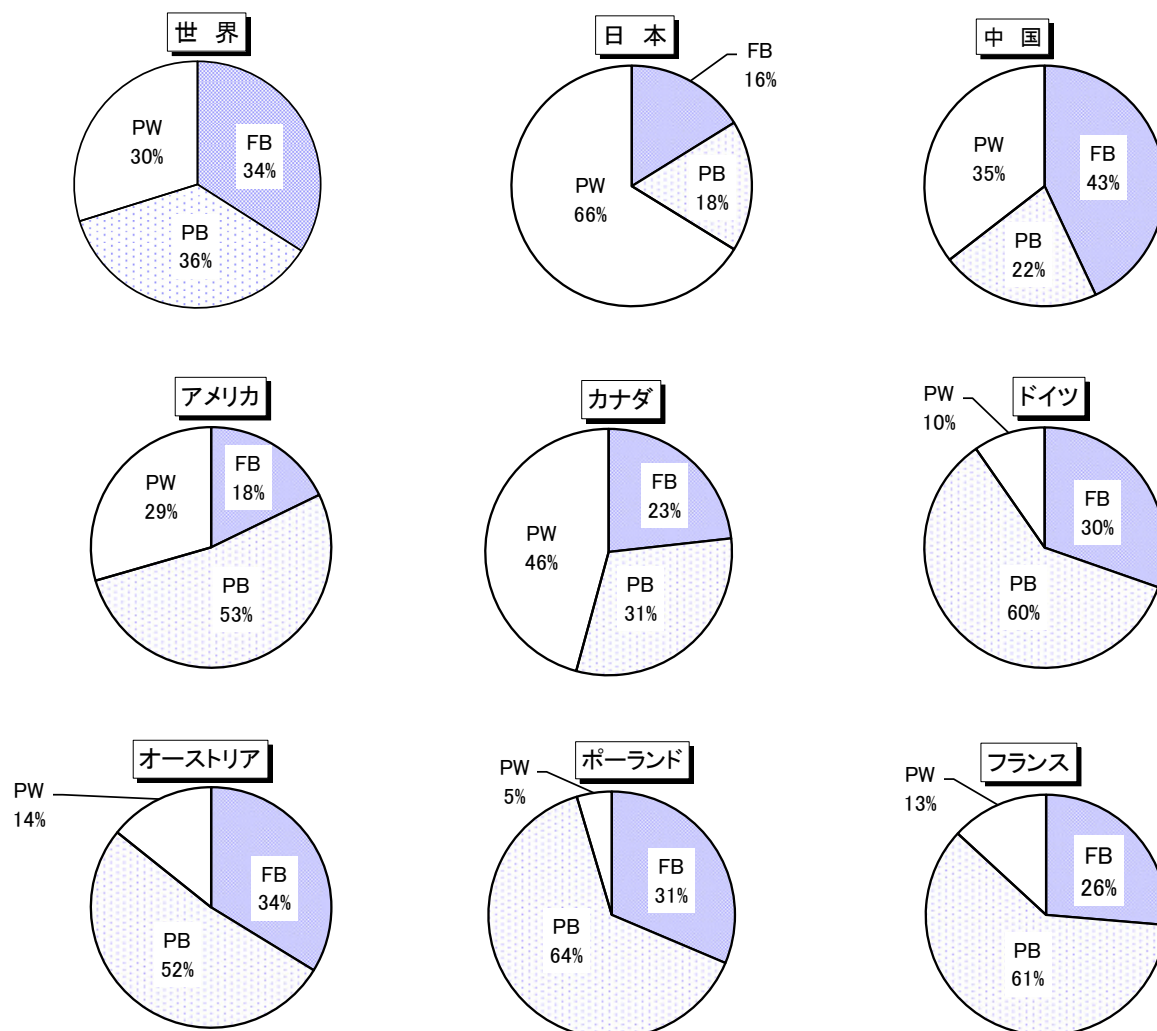 世 界
FB
34%
PB
36%
PW
30%
日 本
FB
16%
PB
18%
PW
66%
中 国
FB
43%
PB
22%
PW
35%
アメリカ
FB
18%
PB
53%
PW
29%
カナダ
FB
23%
PB
31%
PW
46%
ドイツ
FB
30%
PB
60%
PW
10%
オーストリア
FB
34%
PB
52%
PW
14%
ポーランド
FB
31%
PB
64%
PW
5%
フランス
FB
26%
PB
61%
PW
13%